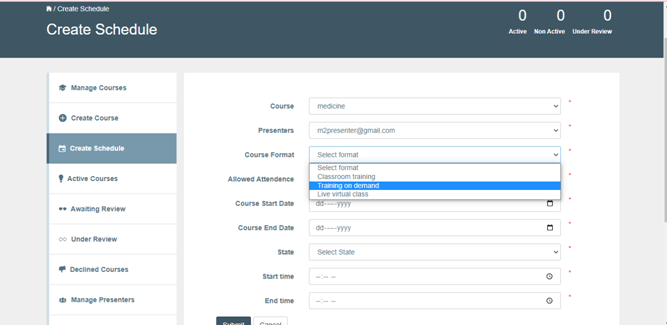 / Create Schedule
Create Schedule
0 0 0
Active Non Active Under Review
Manage Courses
Create Course
Create Schedule
Active Courses
Awaiting Review
Under Review
Declined Courses
Manage Presenters
Course medicine *
Presenters m2presenter@gmail.com *
Course Format Select format *
Select format
Classroom training
Training on demand
Live virtual class
Allowed Attendence *
Course Start Date dd-----yyyy *
Course End Date dd-----yyyy *
State Select State *
Start time --:-- -- *
End time --:-- -- *
Submit Cancel